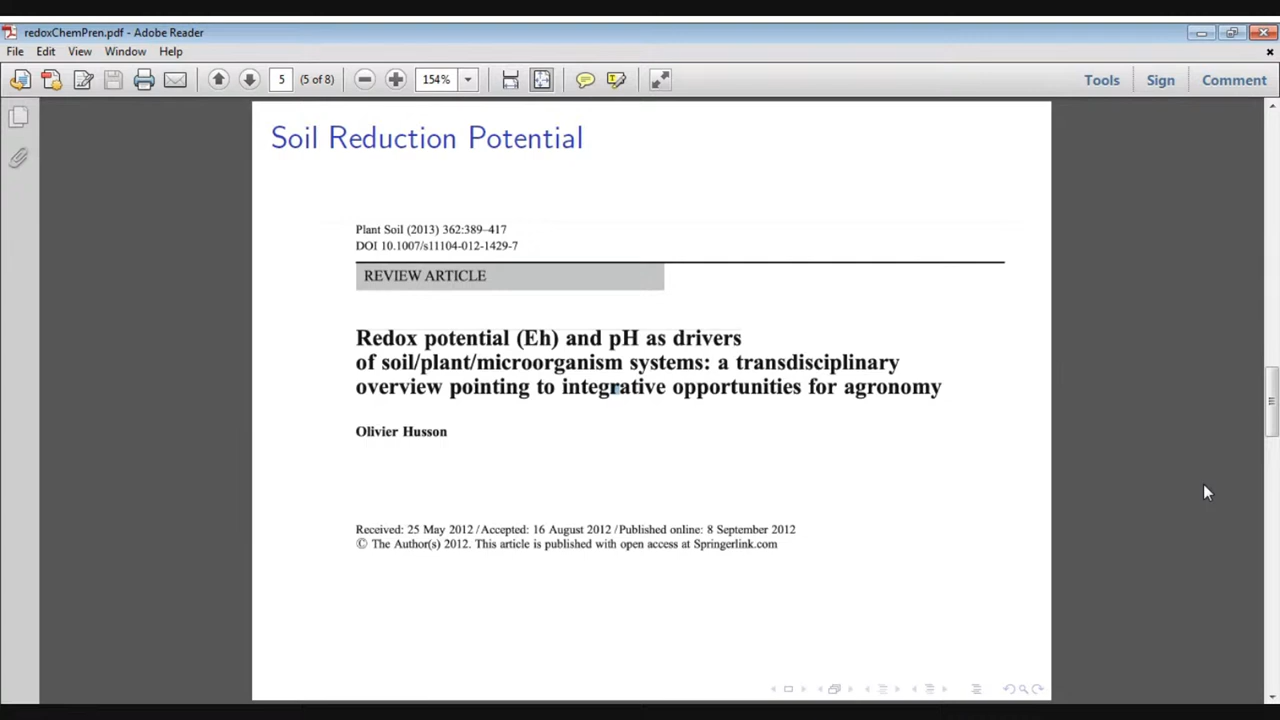 redoxChemPren.pdf - Adobe Reader
File Edit View Window Help
5 (5 of 8) 154% Tools Sign Comment
Soil Reduction Potential
Plant Soil (2013) 362:389–417
DOI 10.1007/s11104-012-1429-7
REVIEW ARTICLE
Redox potential (Eh) and pH as drivers
of soil/plant/microorganism systems: a transdisciplinary
overview pointing to integrative opportunities for agronomy
Olivier Husson
Received: 25 May 2012 / Accepted: 16 August 2012 / Published online: 8 September 2012
© The Author(s) 2012. This article is published with open access at Springerlink.com